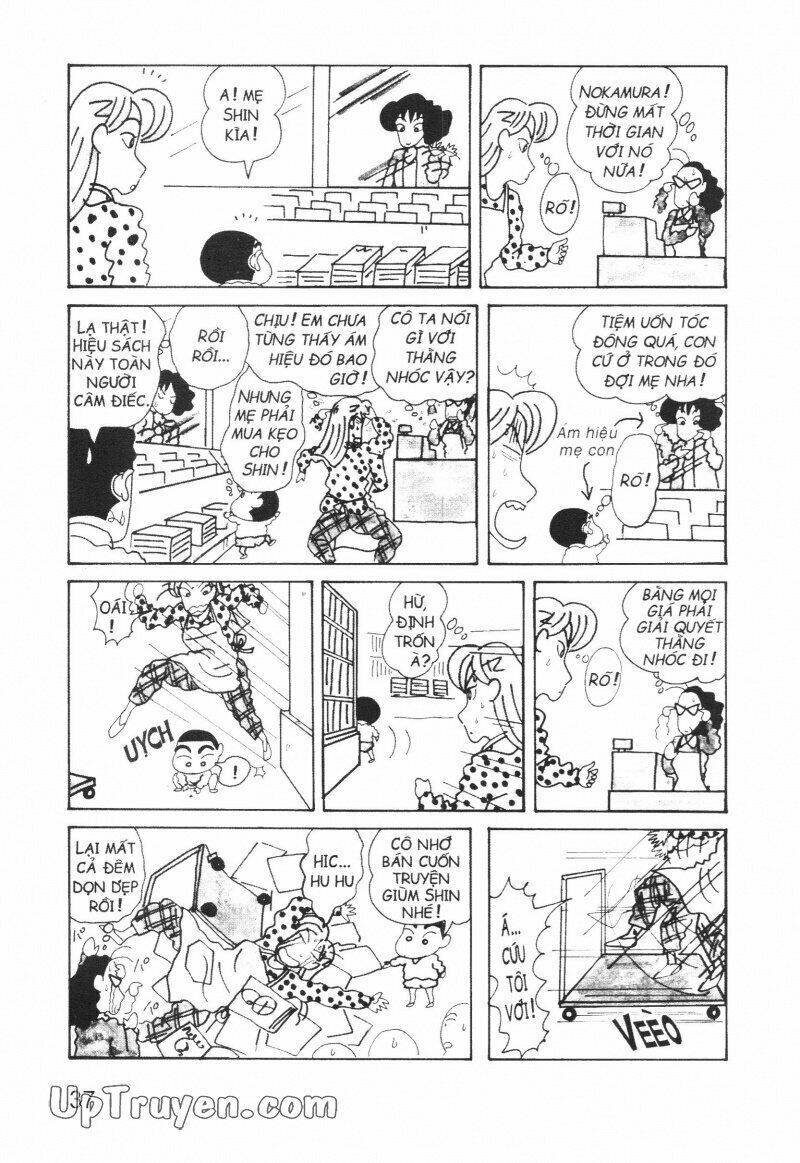 NOKAMURA!
ĐỪNG MẤT
THỜI GIAN
VỚI NÓ
NỮA!
RÕ!
A! MẸ
SHIN
KÌA!
TIỆM UỐN TÓC
ĐÔNG QUÁ, CON
CỨ Ở TRONG ĐÓ
ĐỢI MẸ NHA!
Ám hiệu
mẹ con
RÕ!
CÔ TA NÓI
GÌ VỚI
THẰNG
NHÓC VẬY?
CHỊU! EM CHƯA
TỪNG THẤY ÁM
HIỆU ĐÓ BAO
GIỜ!
RỒI
RỒI...
NHƯNG
MẸ PHẢI
MUA KẸO
CHO
SHIN!
LẠ THẬT!
HIỆU SÁCH
NÀY TOÀN
NGƯỜI
CÂM ĐIẾC.
BẰNG MỌI
GIÁ PHẢI
GIẢI QUYẾT
THẰNG
NHÓC ĐI!
RÕ!
HỪ,
ĐỊNH
TRỐN
À?
OÁI
!
UỴCH
!
Á...
CỨU
TÔI
VỚI!
VÈÈO
CÔ NHỚ
BÁN CUỐN
TRUYỆN
GIÙM SHIN
NHÉ!
HIC...
HU HU
LẠI MẤT
CẢ ĐÊM
DỌN DẸP
RỒI!
37
UpTruyen.com